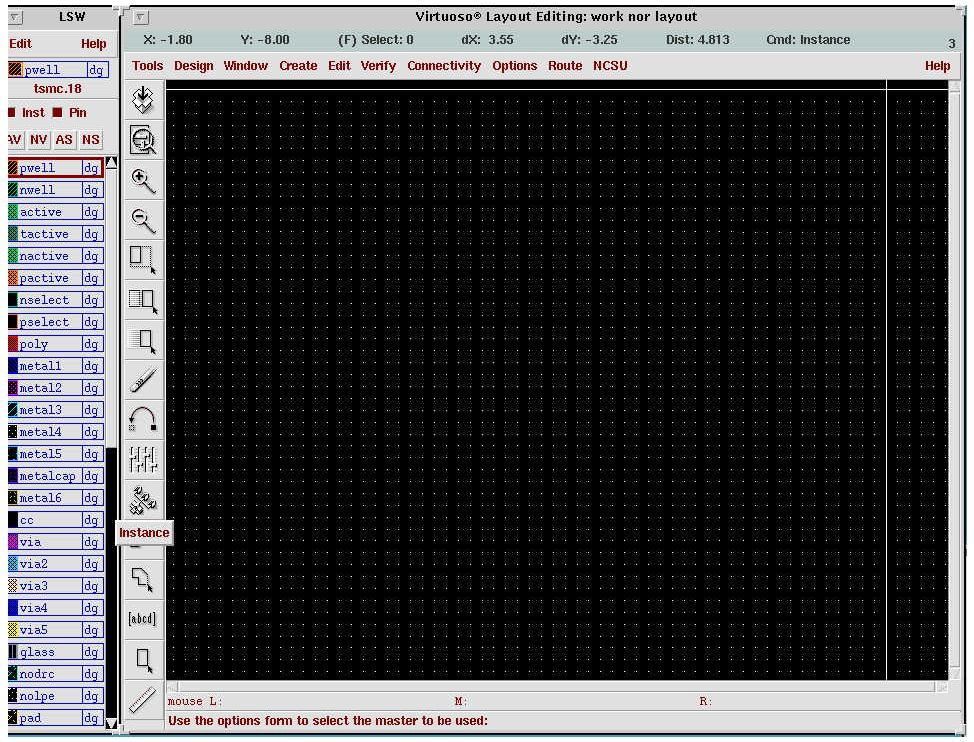 LSW
Edit Help
pwell dg
tsmc.18
Inst Pin
AV NV AS NS
pwell dg
nwell dg
active dg
tactive dg
nactive dg
pactive dg
nselect dg
pselect dg
poly dg
metal1 dg
metal2 dg
metal3 dg
metal4 dg
metal5 dg
metalcap dg
metal6 dg
cc dg
via dg
via2 dg
via3 dg
via4 dg
via5 dg
glass dg
nodrc dg
nolpe dg
pad dg
Virtuoso® Layout Editing: work nor layout
X: -1.80 Y: -8.00 (F) Select: 0 dX: 3.55 dY: -3.25 Dist: 4.813 Cmd: Instance 3
Tools Design Window Create Edit Verify Connectivity Options Route NCSU Help
Instance
[abcd]
mouse L: M: R:
Use the options form to select the master to be used: